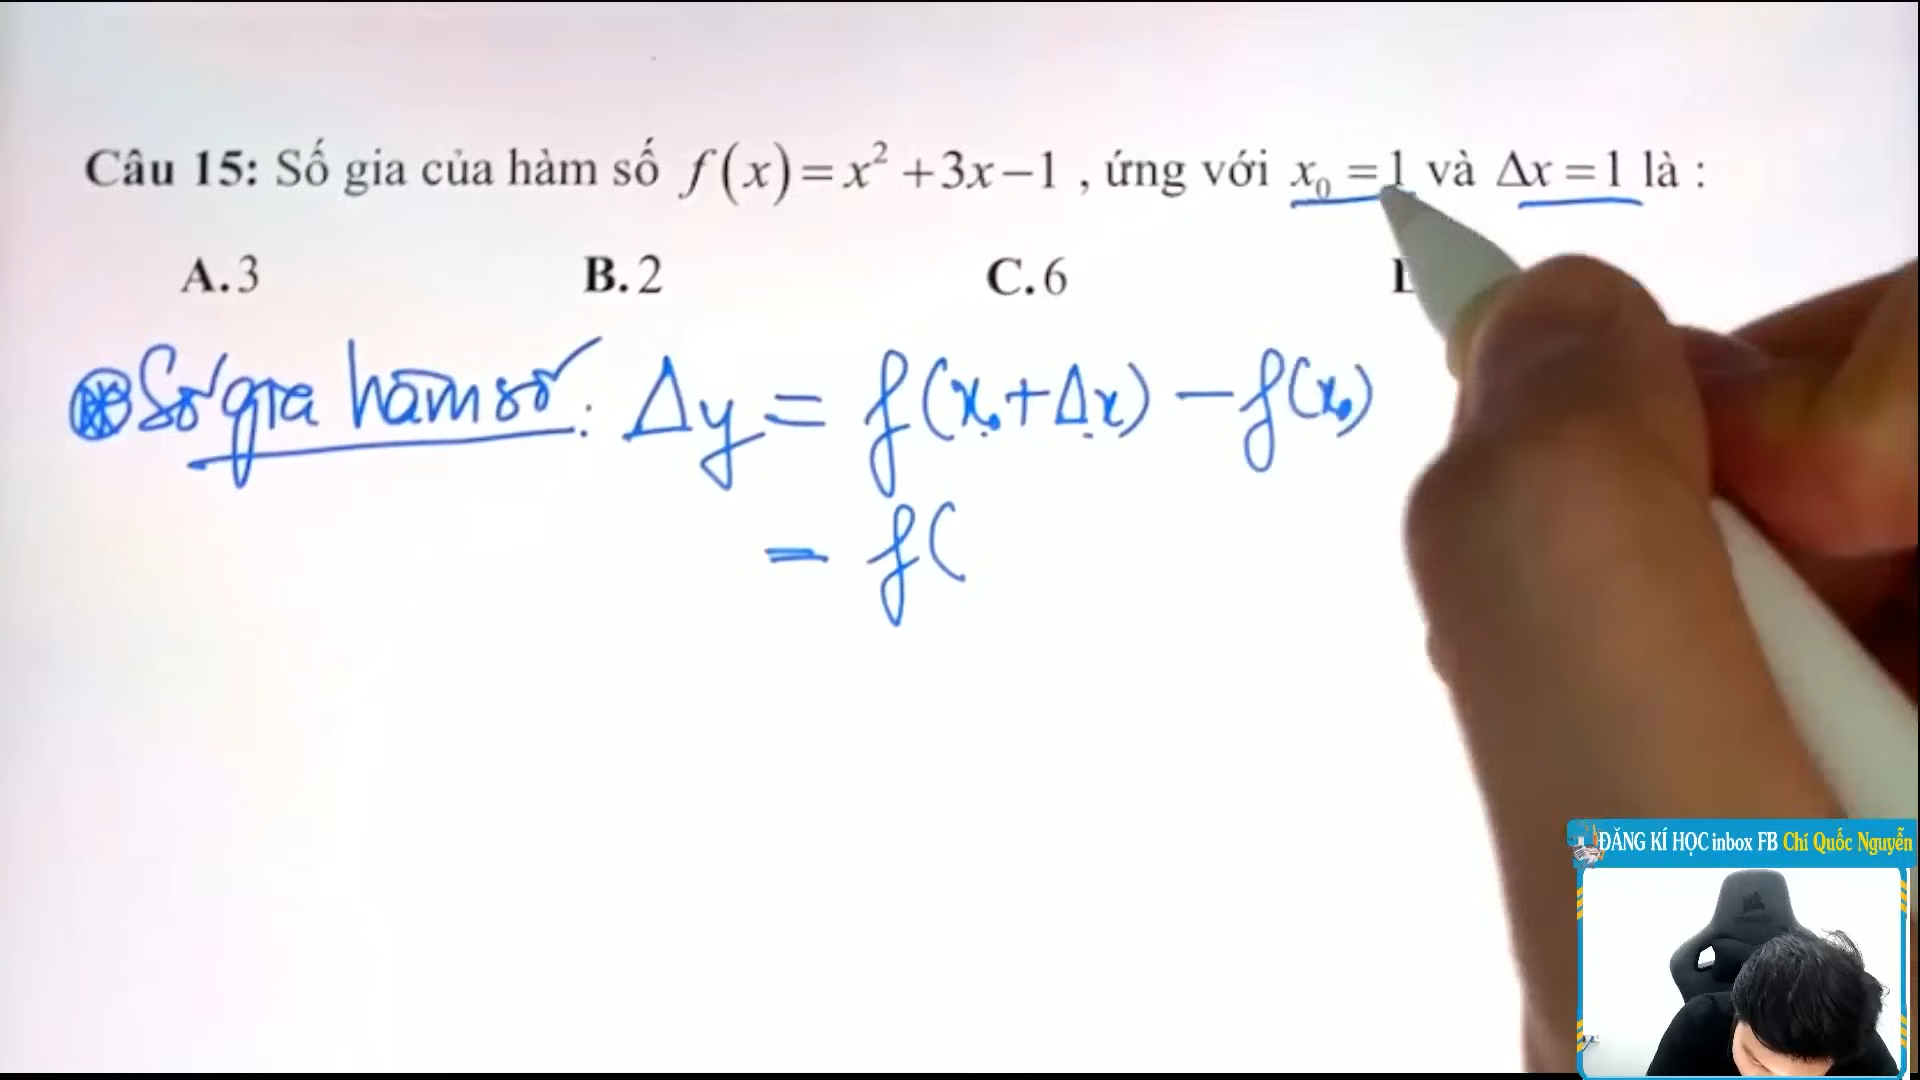 Câu 15: Số gia của hàm số f(x)=x²+3x−1 , ứng với x₀=1 và Δx=1 là :
A.3 B.2 C.6
Số gia hàm số: Δy = f(x₀+Δx) − f(x₀)
= f(
ĐĂNG KÍ HỌC inbox FB Chí Quốc Nguyễn